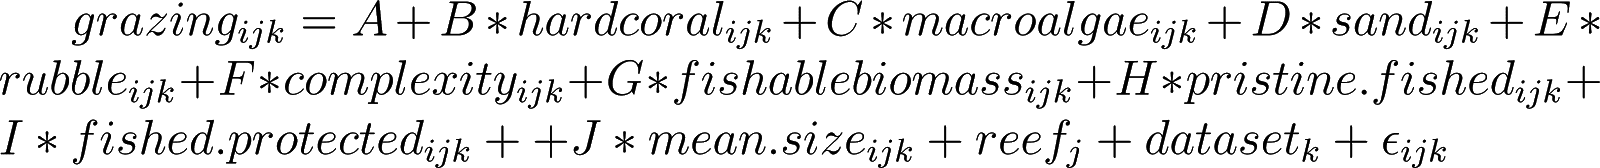 grazing_{ijk} = A + B * hardcoral_{ijk} + C * macroalgae_{ijk} + D * sand_{ijk} + E *
rubble_{ijk} + F * complexity_{ijk} + G * fishablebiomass_{ijk} + H * pristine.fished_{ijk} +
I * fished.protected_{ijk} + + J * mean.size_{ijk} + reef_j + dataset_k + ϵ_{ijk}